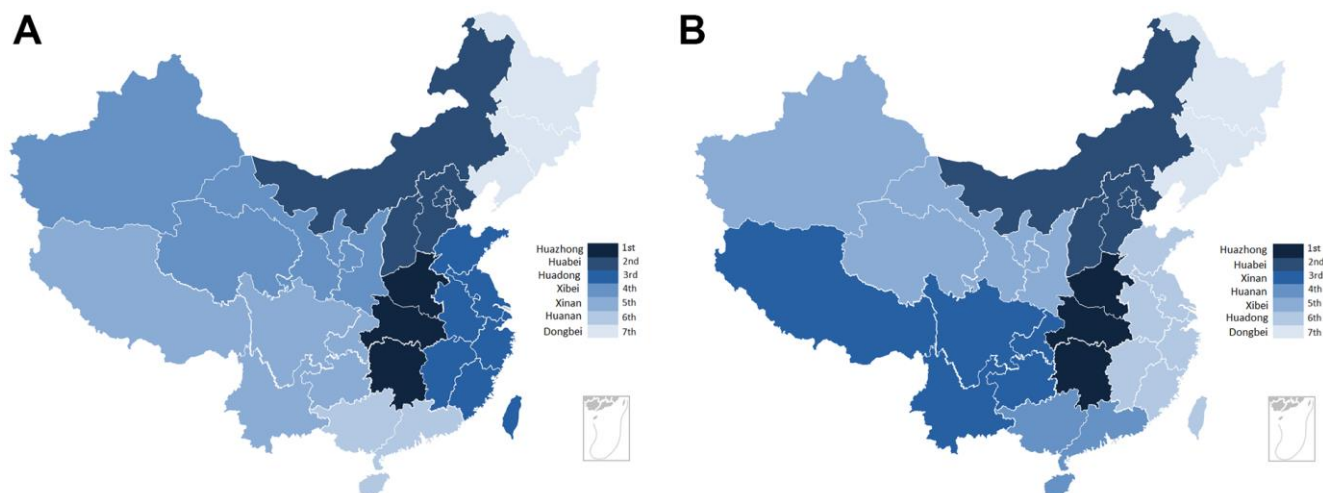 A
Huazhong 1st
Huabei 2nd
Huadong 3rd
Xibei 4th
Xinan 5th
Huanan 6th
Dongbei 7th
B
Huazhong 1st
Huabei 2nd
Xinan 3rd
Huanan 4th
Xibei 5th
Huadong 6th
Dongbei 7th